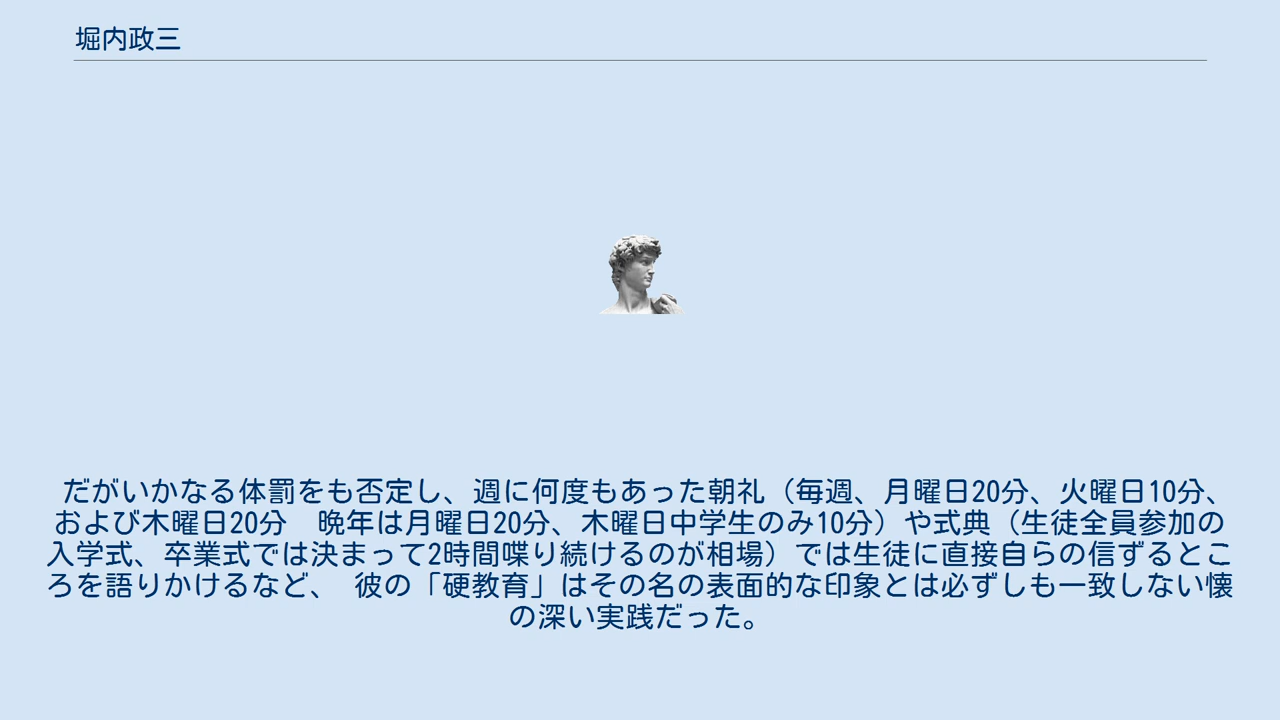 堀内政三
だがいかなる体罰をも否定し、週に何度もあった朝礼（毎週、月曜日20分、火曜日10分、
および木曜日20分　晩年は月曜日20分、木曜日中学生のみ10分）や式典（生徒全員参加の
入学式、卒業式では決まって2時間喋り続けるのが相場）では生徒に直接自らの信ずるとこ
ろを語りかけるなど、　彼の「硬教育」はその名の表面的な印象とは必ずしも一致しない懐
の深い実践だった。